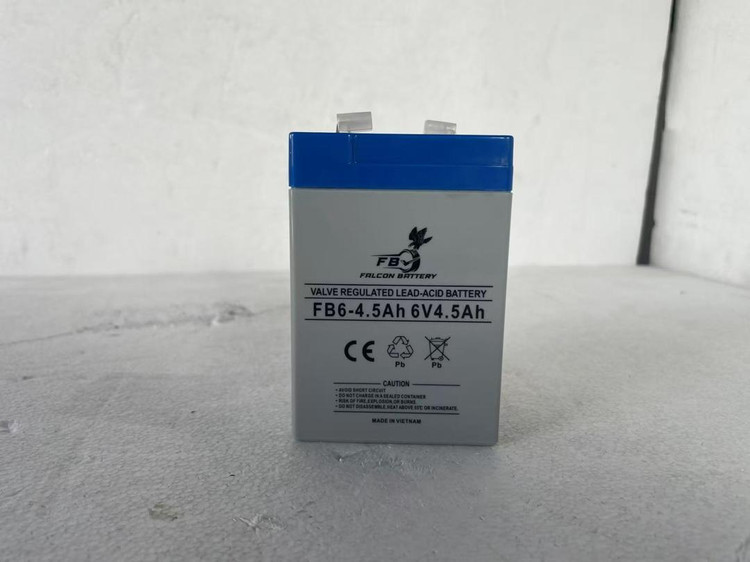 FB
FALCON BATTERY
VALVE REGULATED LEAD-ACID BATTERY
FB6-4.5Ah 6V4.5Ah
CE
Pb Pb
CAUTION
• AVOID SHORT CIRCUIT
• DO NOT CHARGE IN A SEALED CONTAINER
• RISK OF FIRE, EXPLOSION, OR BURNS.
• DO NOT DISASSEMBLE, HEAT ABOVE OR INCINERATE.
MADE IN VIETNAM